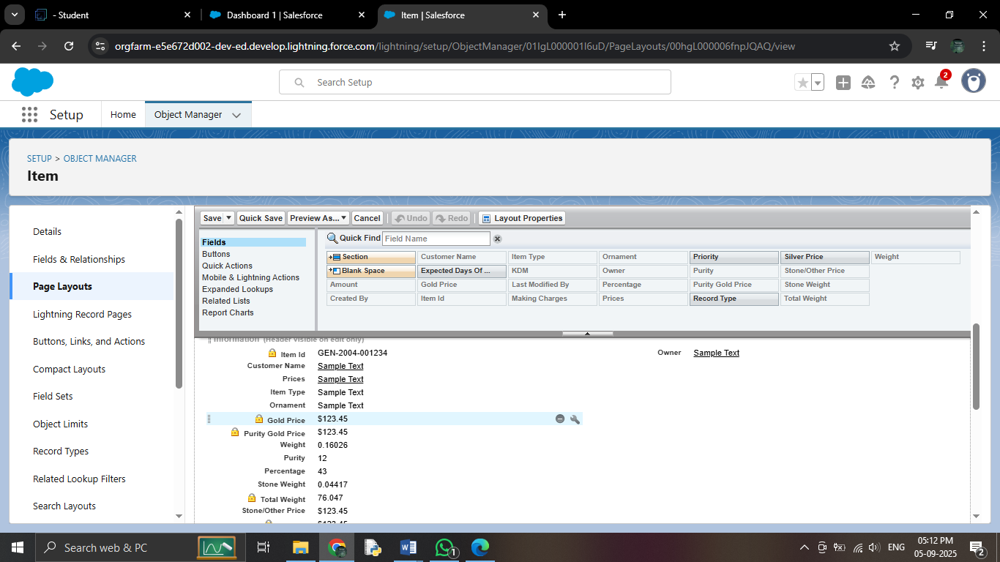 - Student
Dashboard 1 | Salesforce
Item | Salesforce
orgfarm-e5e672d002-dev-ed.develop.lightning.force.com/lightning/setup/ObjectManager/01IgL000001I6uD/PageLayouts/00hgL000006fnpJQAQ/view
Search Setup
2
Setup
Home
Object Manager
SETUP > OBJECT MANAGER
Item
Details
Fields & Relationships
Page Layouts
Lightning Record Pages
Buttons, Links, and Actions
Compact Layouts
Field Sets
Object Limits
Record Types
Related Lookup Filters
Search Layouts
Save Quick Save Preview As... Cancel Undo Redo Layout Properties
Fields
Buttons
Quick Actions
Mobile & Lightning Actions
Expanded Lookups
Related Lists
Report Charts
Quick Find Field Name
Section Customer Name Item Type Ornament Priority Silver Price Weight
Blank Space Expected Days Of ... KDM Owner Purity Stone/Other Price
Amount Gold Price Last Modified By Percentage Purity Gold Price Stone Weight
Created By Item Id Making Charges Prices Record Type Total Weight
Information (Header visible on edit only)
Item Id GEN-2004-001234 Owner Sample Text
Customer Name Sample Text
Prices Sample Text
Item Type Sample Text
Ornament Sample Text
Gold Price $123.45
Purity Gold Price $123.45
Weight 0.16026
Purity 12
Percentage 43
Stone Weight 0.04417
Total Weight 76.047
Stone/Other Price $123.45
$123.45
Search web & PC
1
ENG
05:12 PM
05-09-2025
2